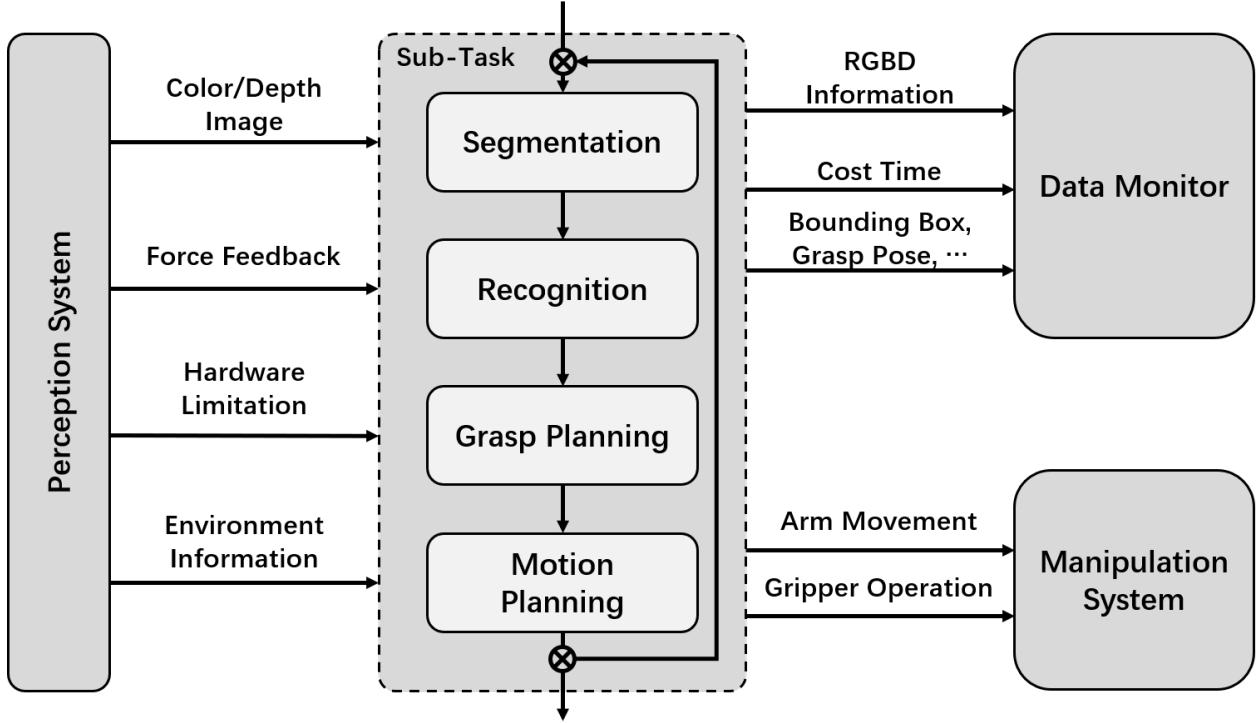 Perception System
Color/Depth
Image
Force Feedback
Hardware
Limitation
Environment
Information
Sub-Task
Segmentation
Recognition
Grasp Planning
Motion
Planning
RGBD
Information
Cost Time
Bounding Box,
Grasp Pose, ···
Data Monitor
Arm Movement
Gripper Operation
Manipulation
System